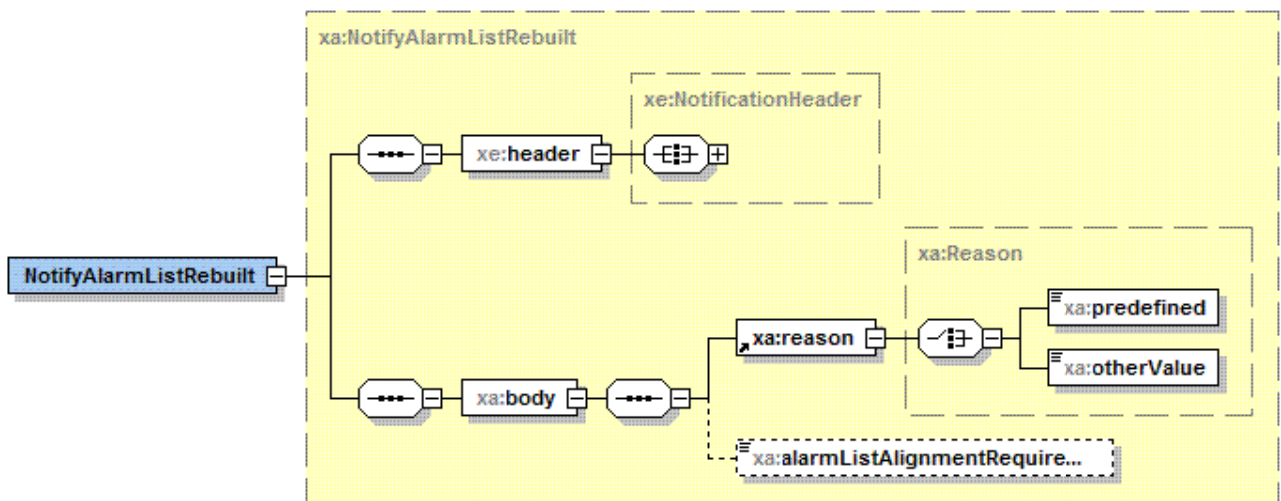 xa:NotifyAlarmListRebuilt
xe:NotificationHeader
xe:header
xa:Reason
NotifyAlarmListRebuilt
xa:predefined
xa:reason
xa:otherValue
xa:body
xa:alarmListAlignmentRequire...